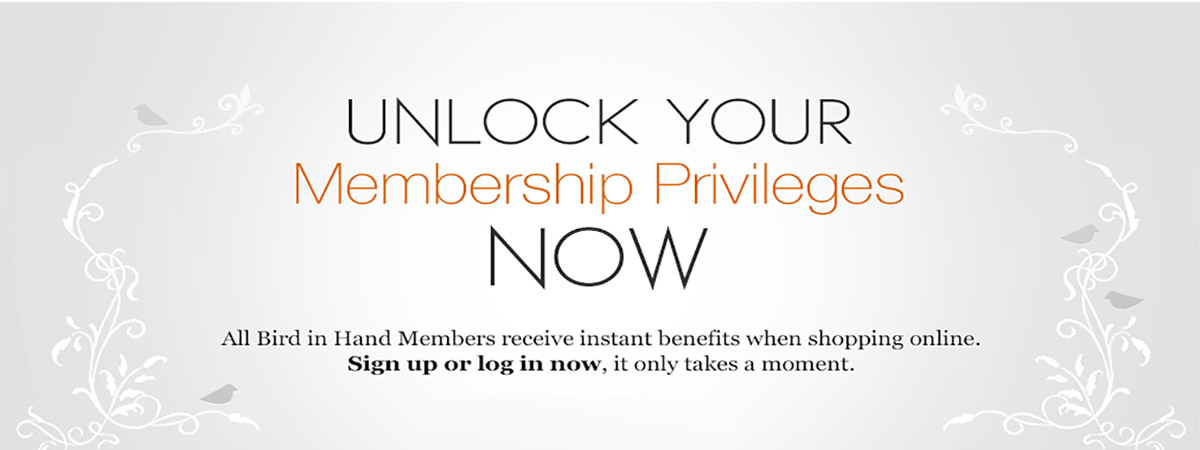 UNLOCK YOUR
Membership Privileges
NOW
All Bird in Hand Members receive instant benefits when shopping online.
Sign up or log in now, it only takes a moment.